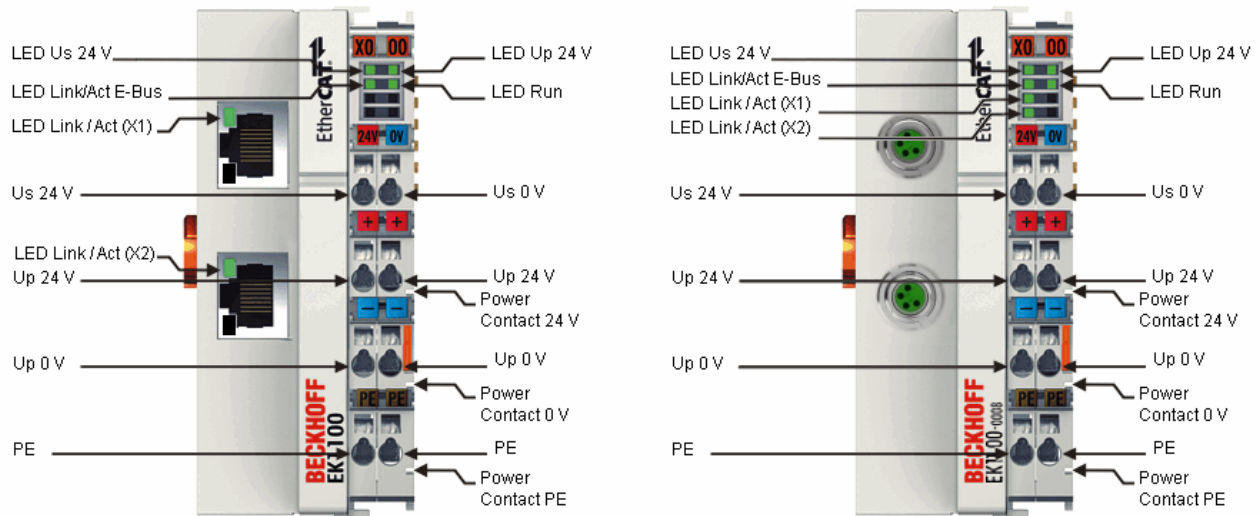 LED Us 24 V
LED Link/Act E-Bus
LED Link / Act (X1)
Us 24 V
LED Link / Act (X2)
Up 24 V
Up 0 V
PE
EtherCAT
X0 00
24V 0V
+ +
− −
PE PE
BECKHOFF
EK1100
LED Up 24 V
LED Run
Us 0 V
Up 24 V
Power
Contact 24 V
Up 0 V
Power
Contact 0 V
PE
Power
Contact PE
LED Us 24 V
LED Link/Act E-Bus
LED Link / Act (X1)
LED Link / Act (X2)
Us 24 V
Up 24 V
Up 0 V
PE
EtherCAT
X0 00
24V 0V
+ +
− −
PE PE
BECKHOFF
EK1100-0008
LED Up 24 V
LED Run
Us 0 V
Up 24 V
Power
Contact 24 V
Up 0 V
Power
Contact 0 V
PE
Power
Contact PE